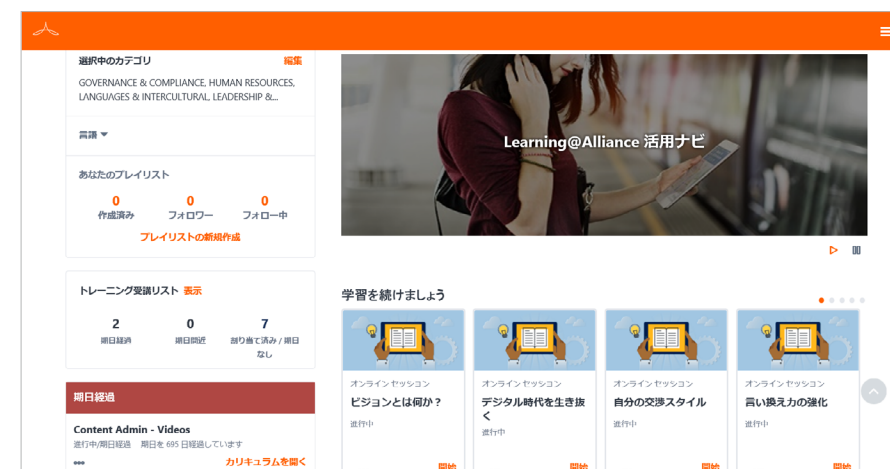 選択中のカテゴリ 編集
GOVERNANCE & COMPLIANCE, HUMAN RESOURCES,
LANGUAGES & INTERCULTURAL, LEADERSHIP &...
言語
あなたのプレイリスト
0 0 0
作成済み フォロワー フォロー中
プレイリストの新規作成
トレーニング受講リスト 表示
2 0 7
期日経過 期日間近 割り当て済み / 期日
なし
期日経過
Content Admin - Videos
進行中/期日経過 期日を 695 日経過しています
カリキュラムを開く
Learning@Alliance 活用ナビ
学習を続けましょう
オンライン セッション
ビジョンとは何か?
進行中
開始
オンライン セッション
デジタル時代を生き抜
く
進行中
開始
オンライン セッション
自分の交渉スタイル
進行中
開始
オンライン セッション
言い換え力の強化
進行中
開始